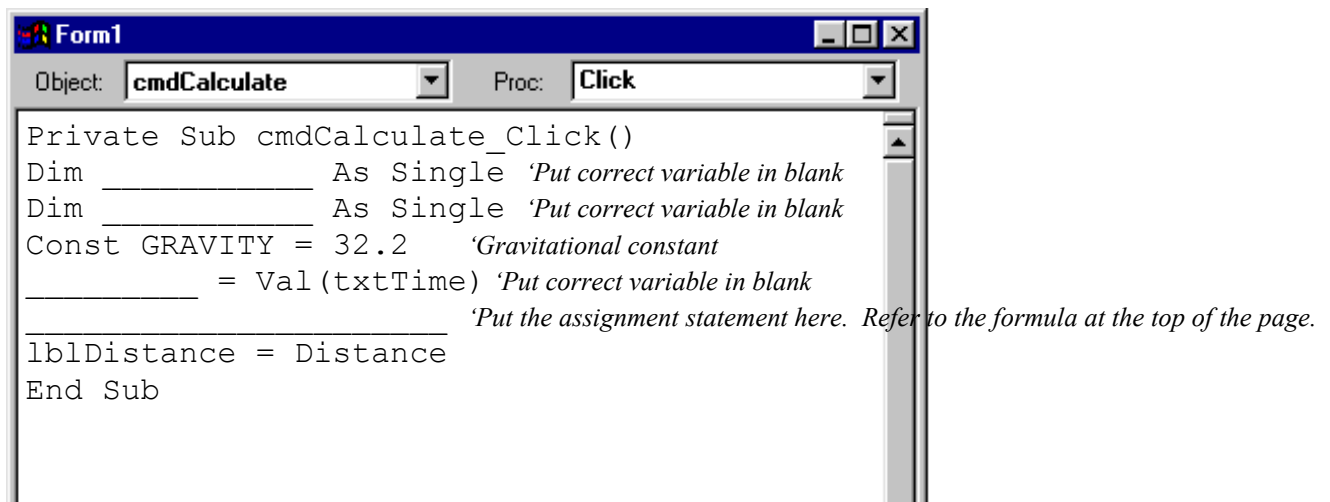 Form1
Object: cmdCalculate Proc: Click
Private Sub cmdCalculate_Click()
Dim ___________ As Single ‘Put correct variable in blank
Dim ___________ As Single ‘Put correct variable in blank
Const GRAVITY = 32.2 ‘Gravitational constant
_________ = Val(txtTime) ‘Put correct variable in blank
______________________ ‘Put the assignment statement here. Refer to the formula at the top of the page.
lblDistance = Distance
End Sub